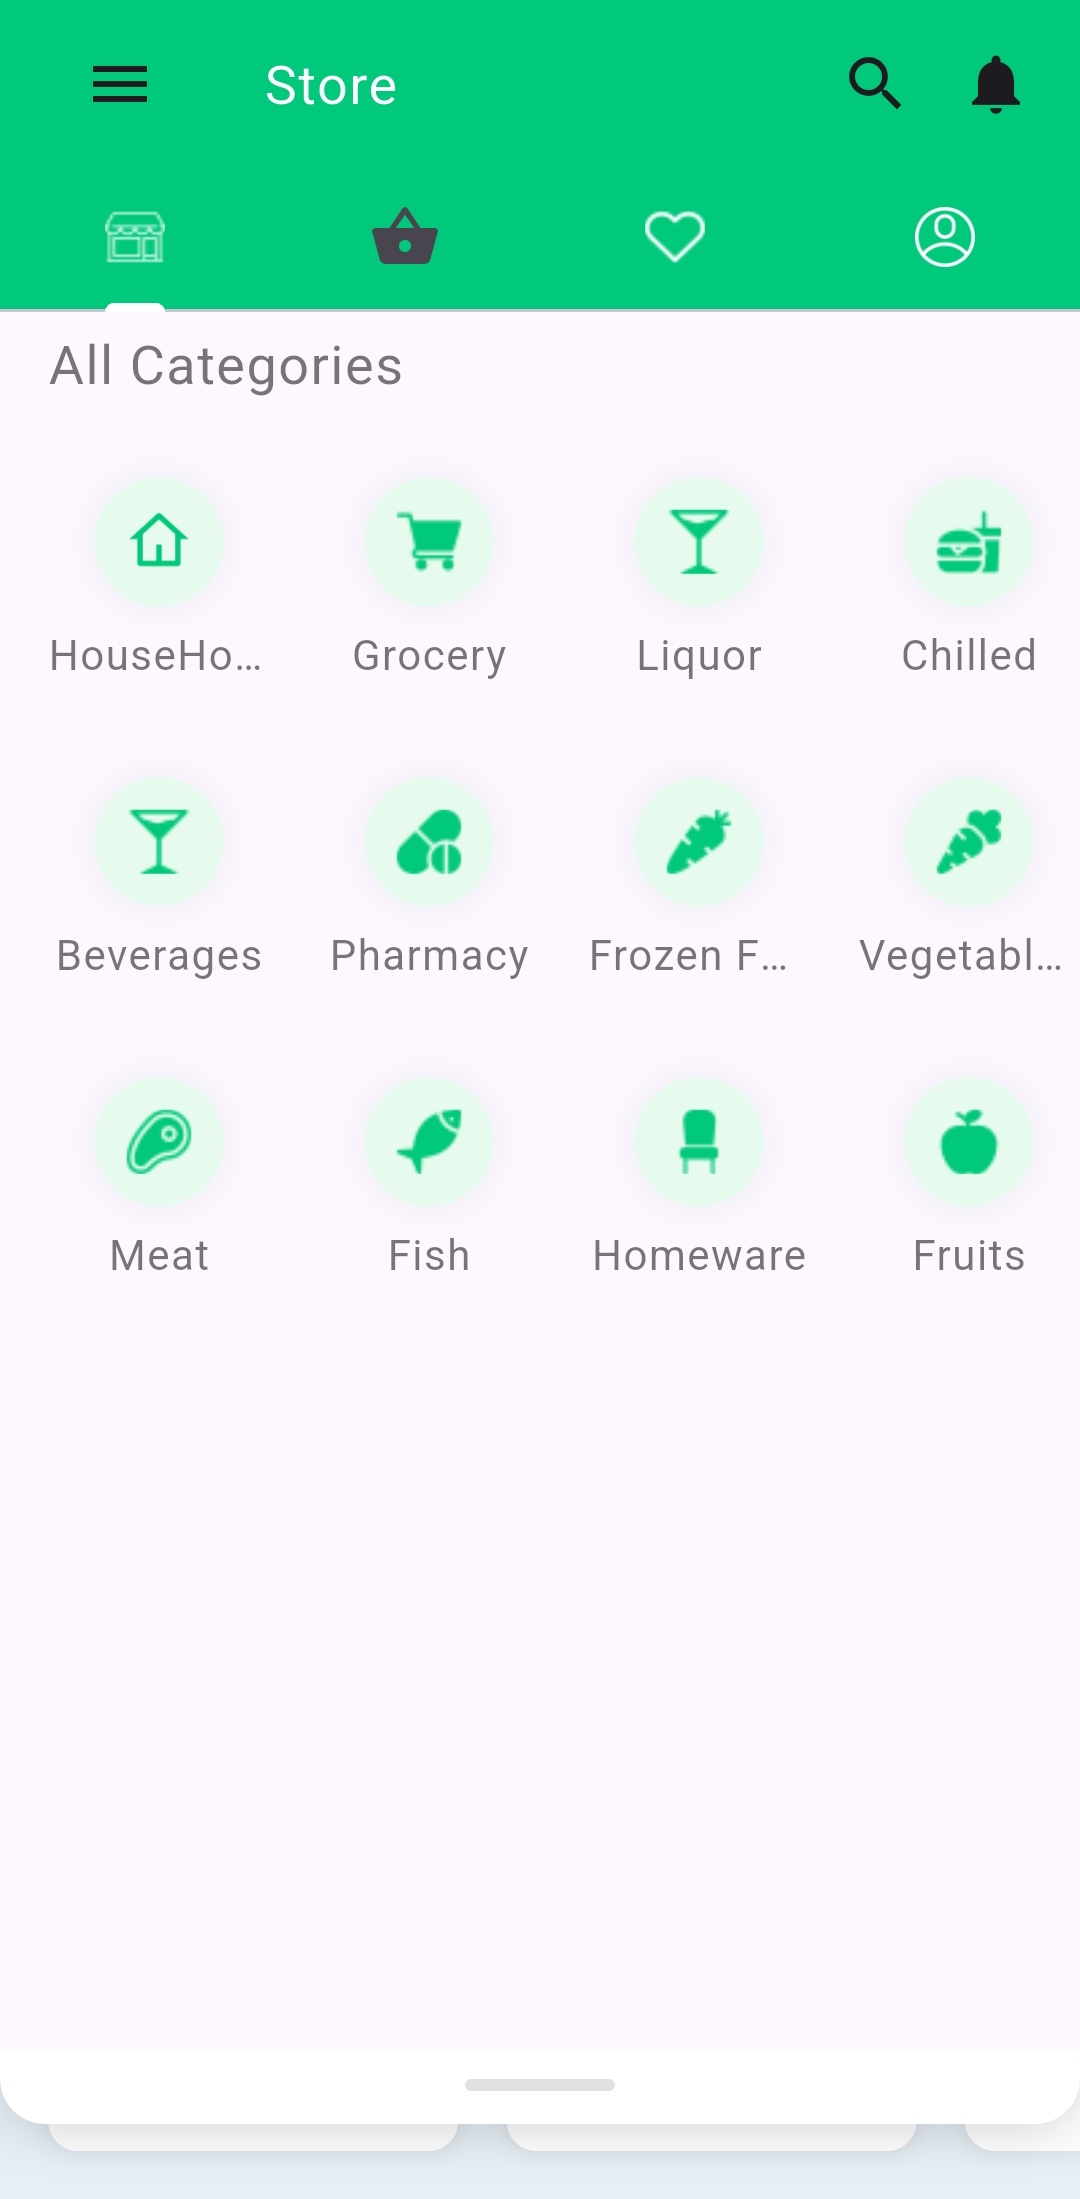 Store
All Categories
HouseHo…
Grocery
Liquor
Chilled
Beverages
Pharmacy
Frozen F…
Vegetabl…
Meat
Fish
Homeware
Fruits